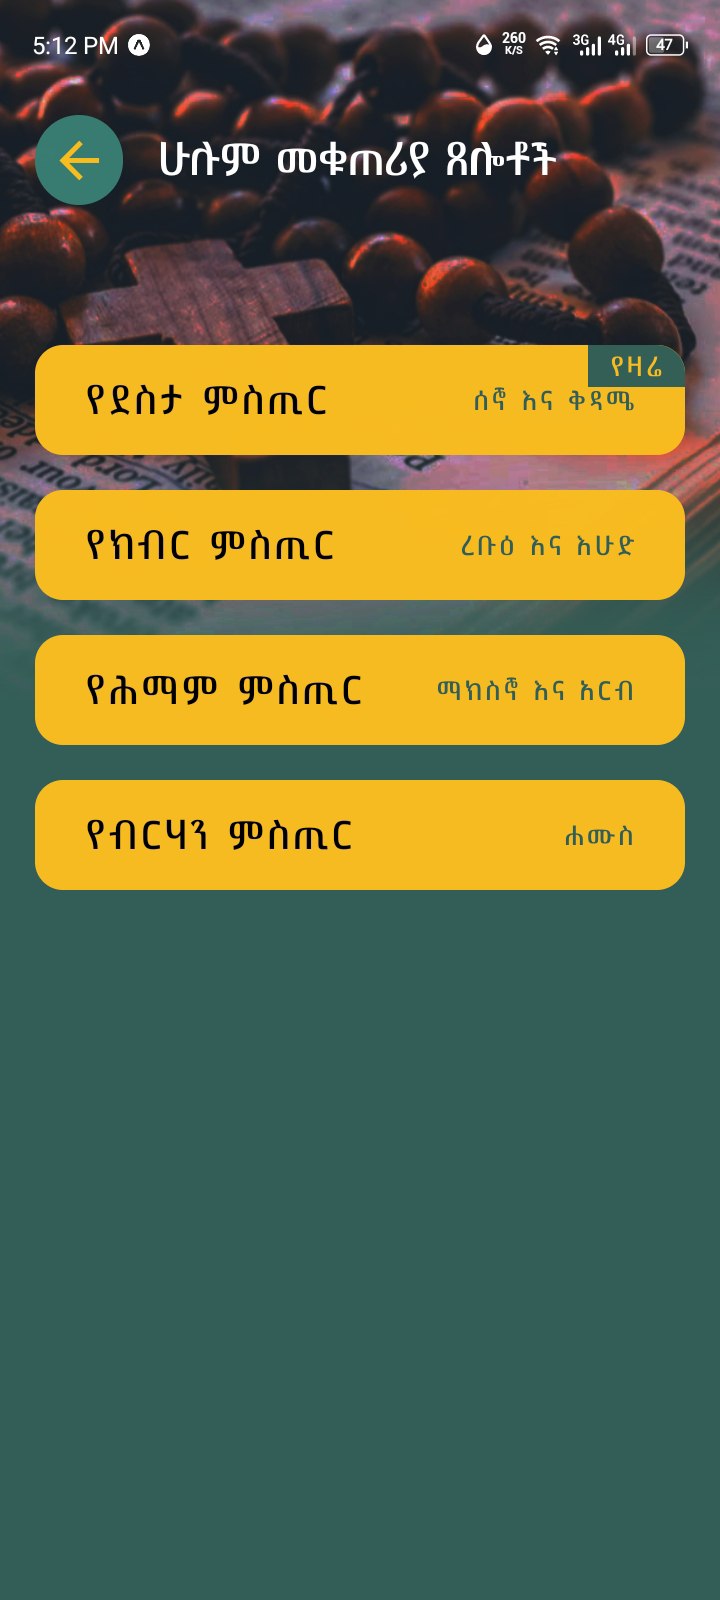 5:12 PM
260
K/S
3G
4G
47
ሁሉም መቁጠሪያ ጸሎቶች
የዛሬ
የደስታ ምስጢር
ሰኞ እና ቅዳሜ
የክብር ምስጢር
ረቡዕ እና እሁድ
የሕማም ምስጢር
ማክሰኞ እና አርብ
የብርሃን ምስጢር
ሐሙስ